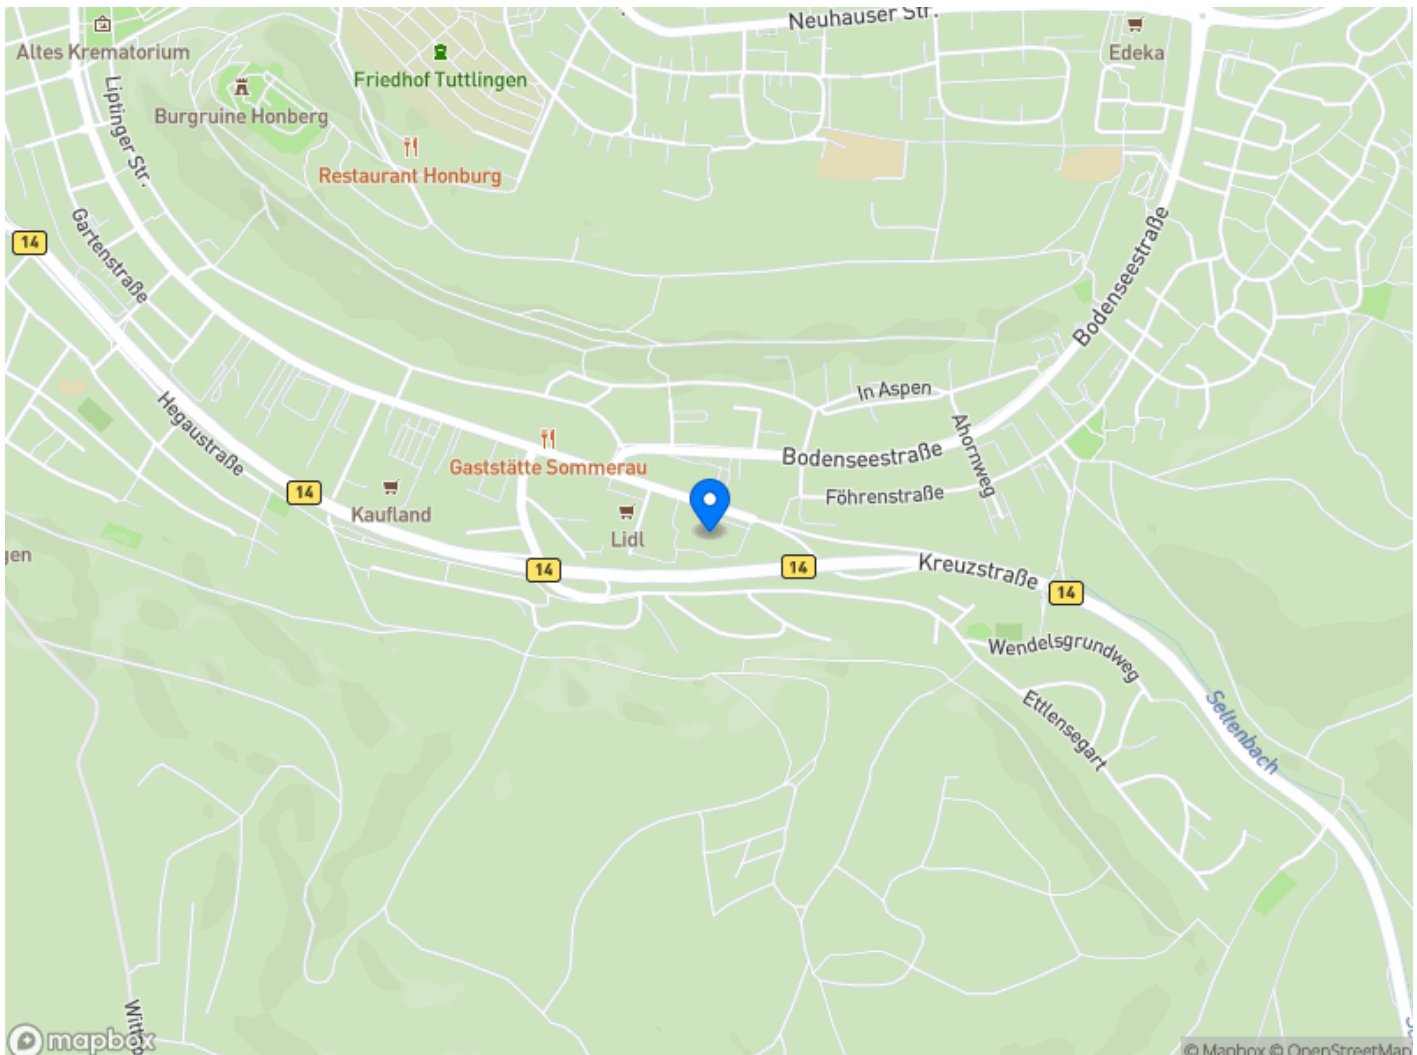 Neuhauser Str.
Altes Krematorium
Edeka
Friedhof Tuttlingen
Liptinger Str.
Burgruine Honberg
Restaurant Honburg
Gartenstraße
14
Bodenseestraße
In Aspen
Hegaustraße
Ahornweg
Gaststätte Sommerau
Bodenseestraße
14
Föhrenstraße
Kaufland
Lidl
gen
14
14
Kreuzstraße
14
Wendelsgrundweg
Ettlensegart
Seltenbach
mapbox
© Mapbox © OpenStreetMap